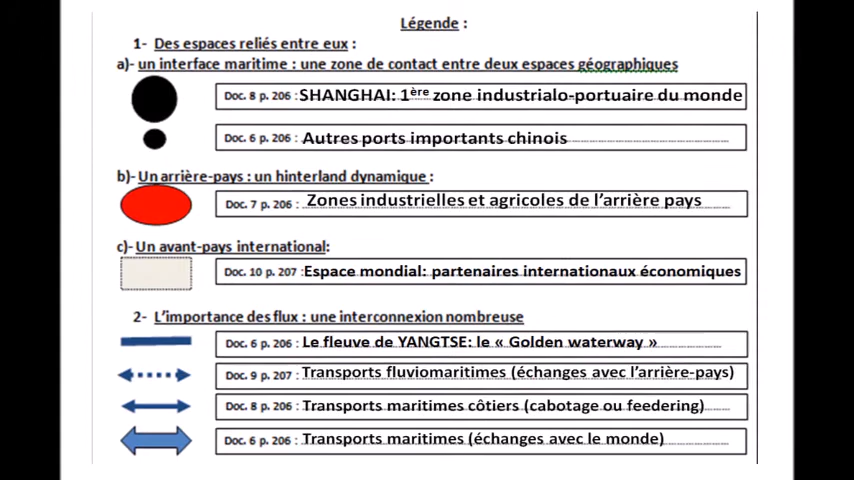 Légende :
1- Des espaces reliés entre eux :
a)- un interface maritime : une zone de contact entre deux espaces géographiques
Doc. 8 p. 206 : SHANGHAI: 1ère zone industrialo-portuaire du monde
Doc. 6 p. 206 : Autres ports importants chinois
b)- Un arrière-pays : un hinterland dynamique :
Doc. 7 p. 206 : Zones industrielles et agricoles de l’arrière pays
c)- Un avant-pays international:
Doc. 10 p. 207 : Espace mondial: partenaires internationaux économiques
2- L’importance des flux : une interconnexion nombreuse
Doc. 6 p. 206 : Le fleuve de YANGTSE: le « Golden waterway »
Doc. 9 p. 207 : Transports fluviomaritimes (échanges avec l’arrière-pays)
Doc. 8 p. 206 : Transports maritimes côtiers (cabotage ou feedering)
Doc. 6 p. 206 : Transports maritimes (échanges avec le monde)